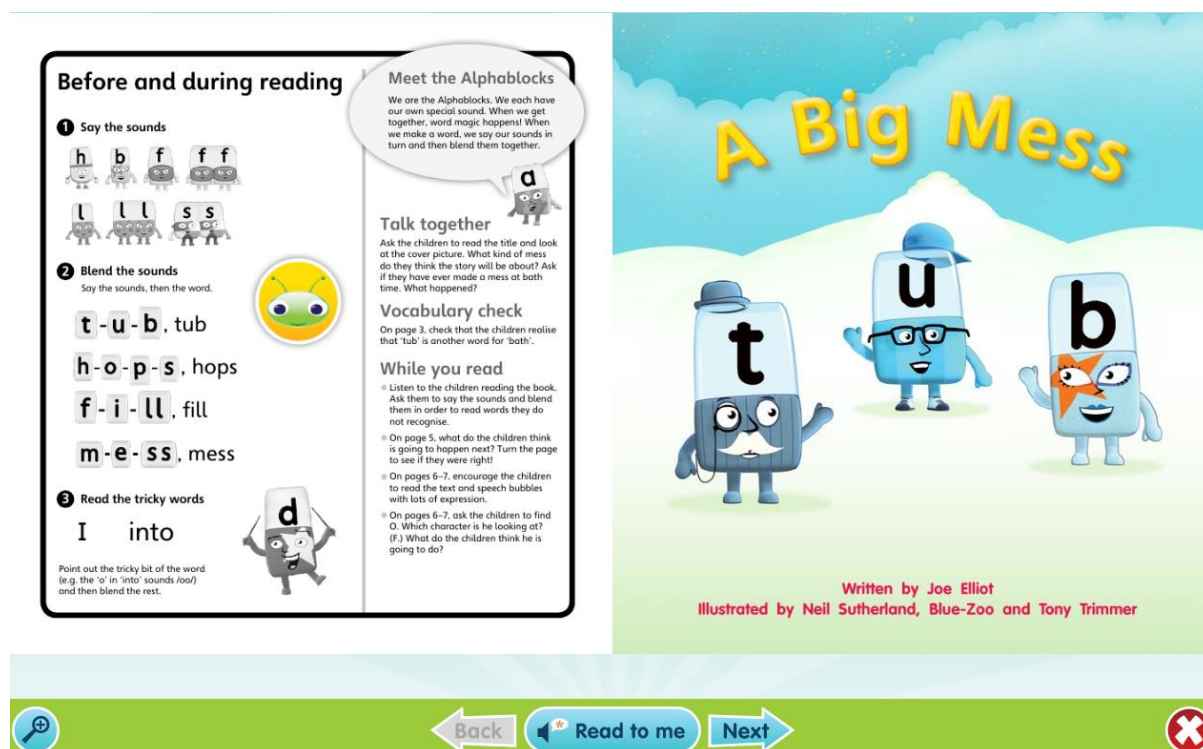 Before and during reading
1 Say the sounds
h b f f f
l l l s s
2 Blend the sounds
Say the sounds, then the word.
t-u-b, tub
h-o-p-s, hops
f-i-ll, fill
m-e-ss, mess
3 Read the tricky words
I into
Point out the tricky bit of the word
(e.g. the ‘o’ in ‘into’ sounds /oo/)
and then blend the rest.
d
Meet the Alphablocks
We are the Alphablocks. We each have
our own special sound. When we get
together, word magic happens! When
we make a word, we say our sounds in
turn and then blend them together.
a
Talk together
Ask the children to read the title and look
at the cover picture. What kind of mess
do they think the story will be about? Ask
if they have ever made a mess at bath
time. What happened?
Vocabulary check
On page 3, check that the children realise
that ‘tub’ is another word for ‘bath’.
While you read
Listen to the children reading the book.
Ask them to say the sounds and blend
them in order to read words they do
not recognise.
On page 5, what do the children think
is going to happen next? Turn the page
to see if they were right!
On pages 6–7, encourage the children
to read the text and speech bubbles
with lots of expression.
On pages 6–7, ask the children to find
O. Which character is he looking at?
(F.) What do the children think he is
going to do?
A Big Mess
t u b
Written by Joe Elliot
Illustrated by Neil Sutherland, Blue-Zoo and Tony Trimmer
Back
Read to me
Next